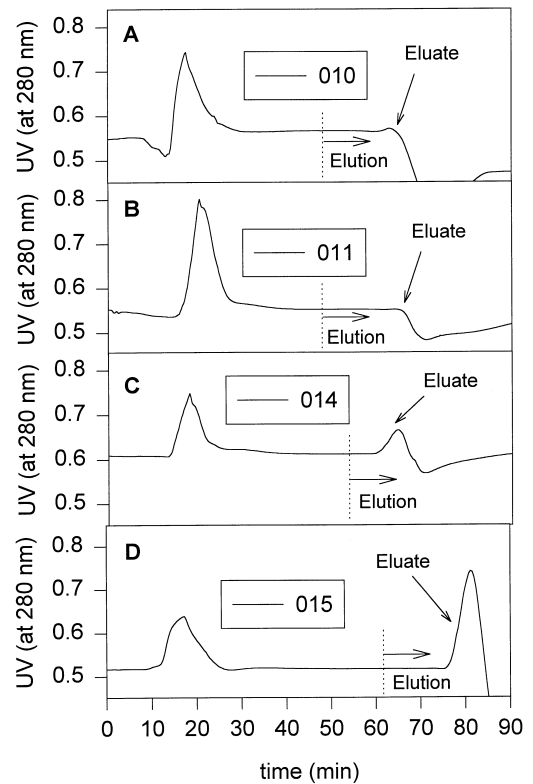 A
UV (at 280 nm)
0.8
0.7
0.6
0.5
010
Eluate
Elution
B
UV (at 280 nm)
0.8
0.7
0.6
0.5
011
Eluate
Elution
C
UV (at 280 nm)
0.8
0.7
0.6
0.5
014
Eluate
Elution
D
UV (at 280 nm)
0.8
0.7
0.6
0.5
015
Eluate
Elution
0 10 20 30 40 50 60 70 80 90
time (min)